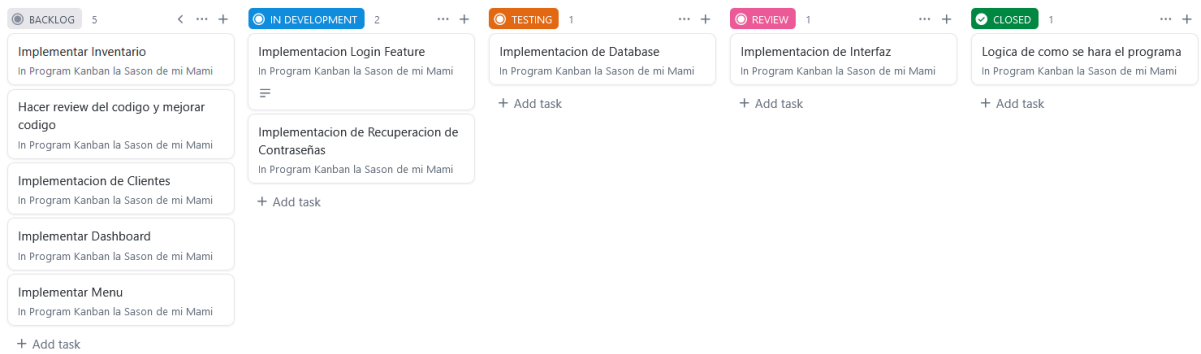 BACKLOG 5
Implementar Inventario
In Program Kanban la Sason de mi Mami
Hacer review del codigo y mejorar
codigo
In Program Kanban la Sason de mi Mami
Implementacion de Clientes
In Program Kanban la Sason de mi Mami
Implementar Dashboard
In Program Kanban la Sason de mi Mami
Implementar Menu
In Program Kanban la Sason de mi Mami
+ Add task
IN DEVELOPMENT 2
Implementacion Login Feature
In Program Kanban la Sason de mi Mami
Implementacion de Recuperacion de
Contraseñas
In Program Kanban la Sason de mi Mami
+ Add task
TESTING 1
Implementacion de Database
In Program Kanban la Sason de mi Mami
+ Add task
REVIEW 1
Implementacion de Interfaz
In Program Kanban la Sason de mi Mami
+ Add task
CLOSED 1
Logica de como se hara el programa
In Program Kanban la Sason de mi Mami
+ Add task